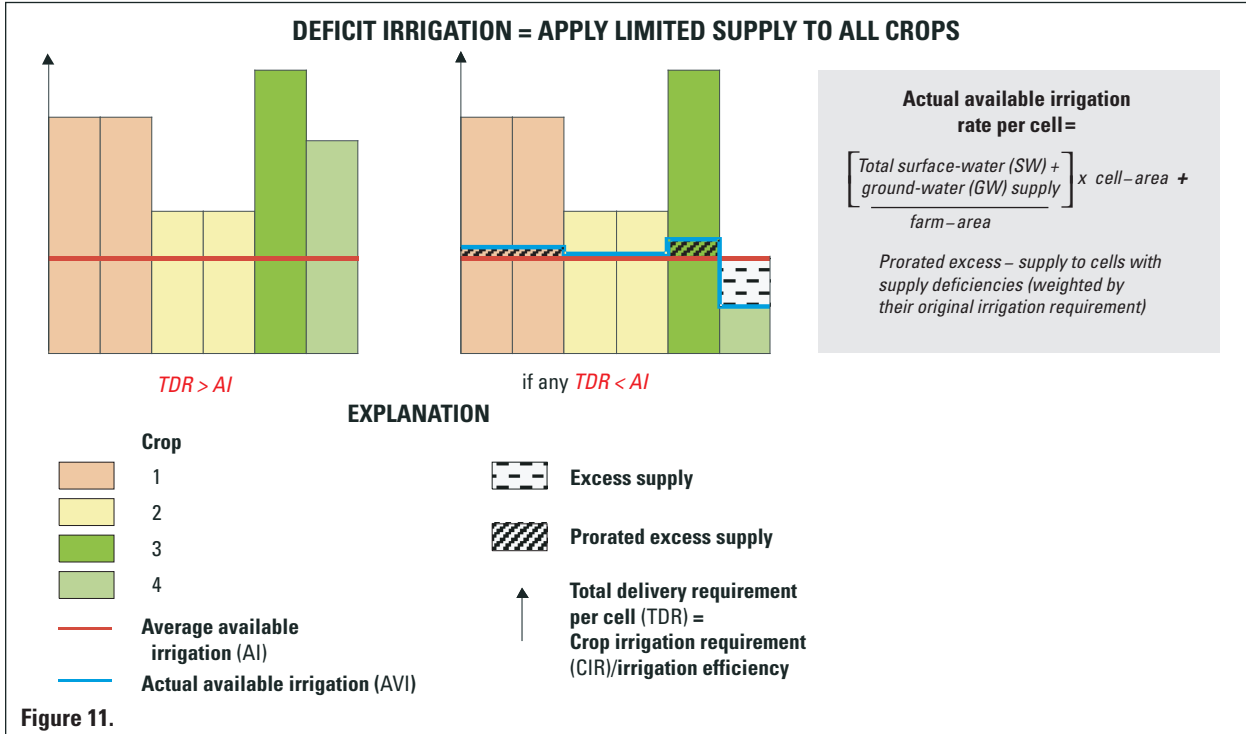 DEFICIT IRRIGATION = APPLY LIMITED SUPPLY TO ALL CROPS
TDR > AI
if any TDR < AI
Actual available irrigation
rate per cell=
Total surface-water (SW) +
ground-water (GW) supply
x cell–area +
farm–area
Prorated excess – supply to cells with
supply deficiencies (weighted by
their original irrigation requirement)
EXPLANATION
Crop
1
2
3
4
Average available
irrigation (AI)
Actual available irrigation (AVI)
Excess supply
Prorated excess supply
Total delivery requirement
per cell (TDR) =
Crop irrigation requirement
(CIR)/irrigation efficiency
Figure 11.